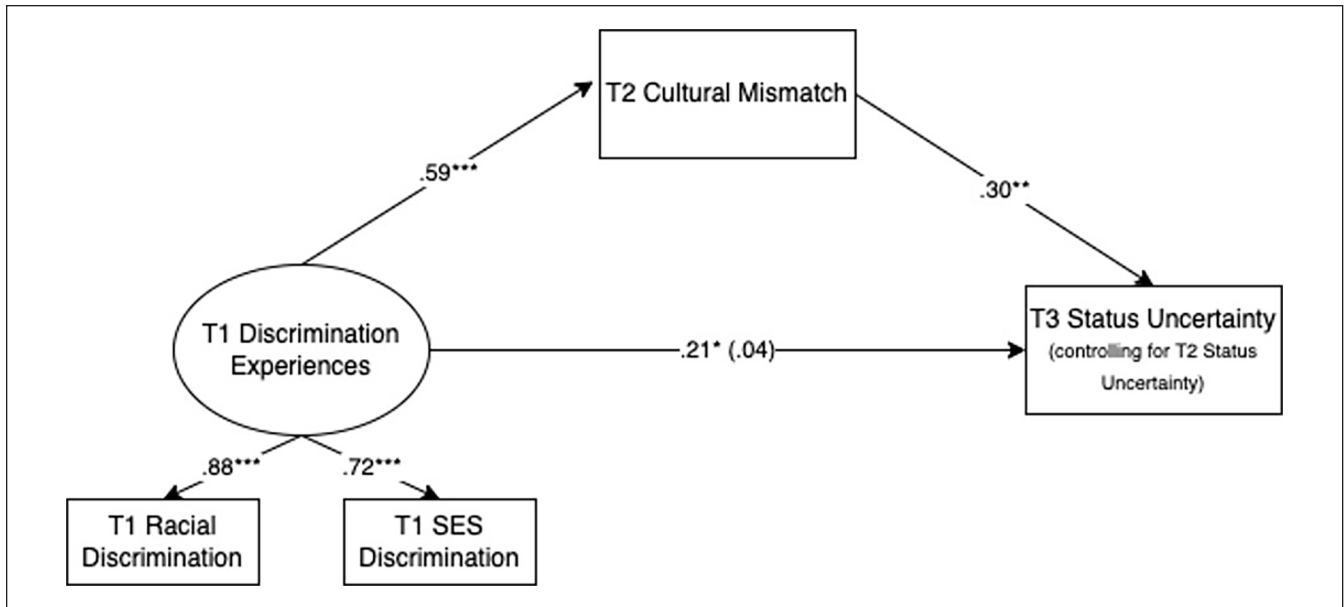 T2 Cultural Mismatch
.59***
.30**
T1 Discrimination
Experiences
.21* (.04)
T3 Status Uncertainty
(controlling for T2 Status
Uncertainty)
.88***
.72***
T1 Racial
Discrimination
T1 SES
Discrimination